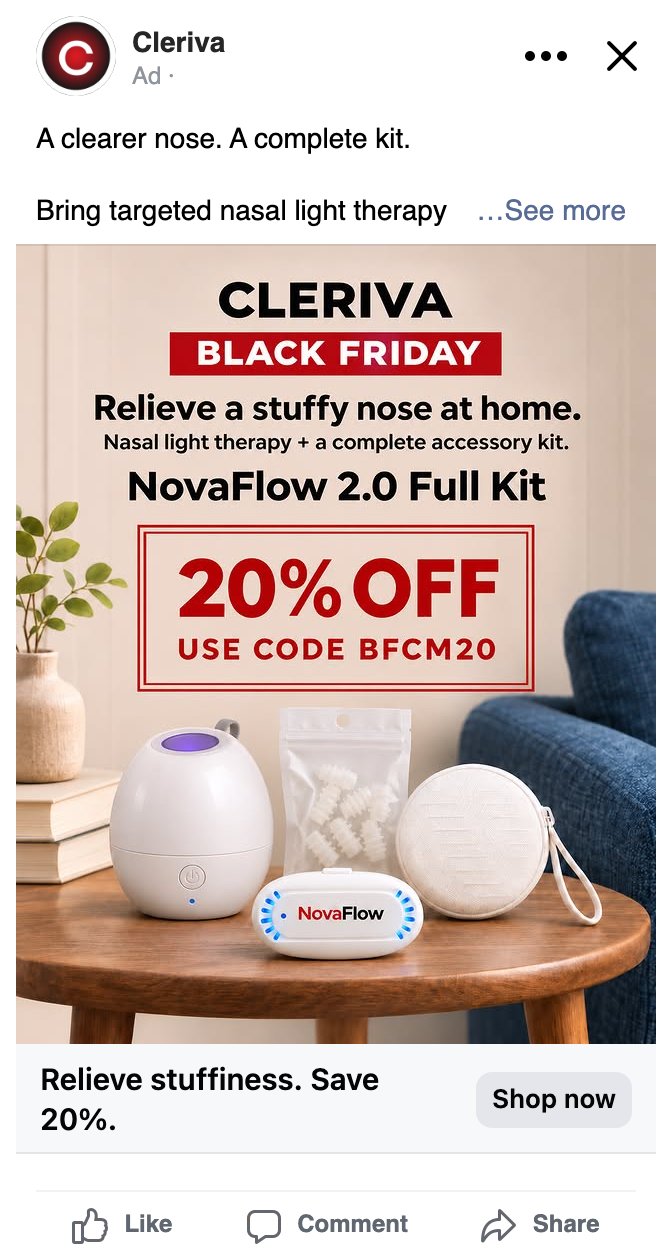 C
Cleriva
Ad ·
A clearer nose. A complete kit.
Bring targeted nasal light therapy ...See more
CLERIVA
BLACK FRIDAY
Relieve a stuffy nose at home.
Nasal light therapy + a complete accessory kit.
NovaFlow 2.0 Full Kit
20% OFF
USE CODE BFCM20
NovaFlow
Relieve stuffiness. Save
20%.
Shop now
Like Comment Share